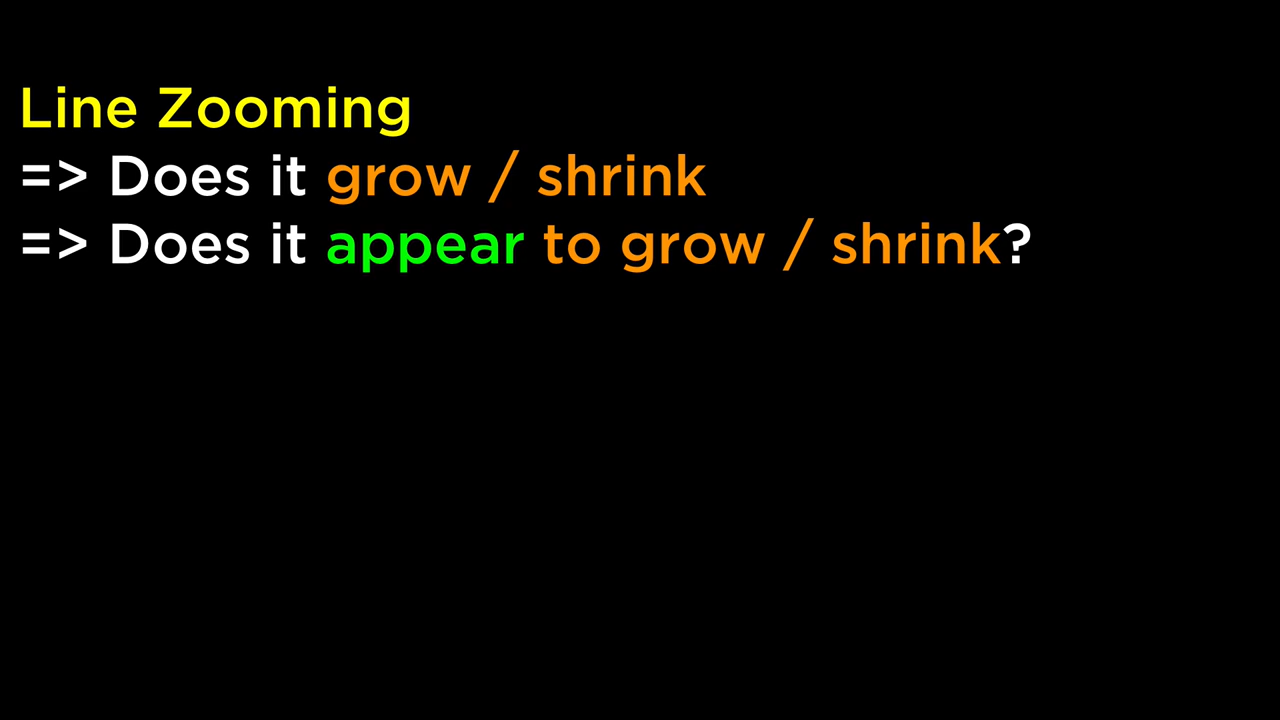 Line Zooming
=> Does it grow / shrink
=> Does it appear to grow / shrink?